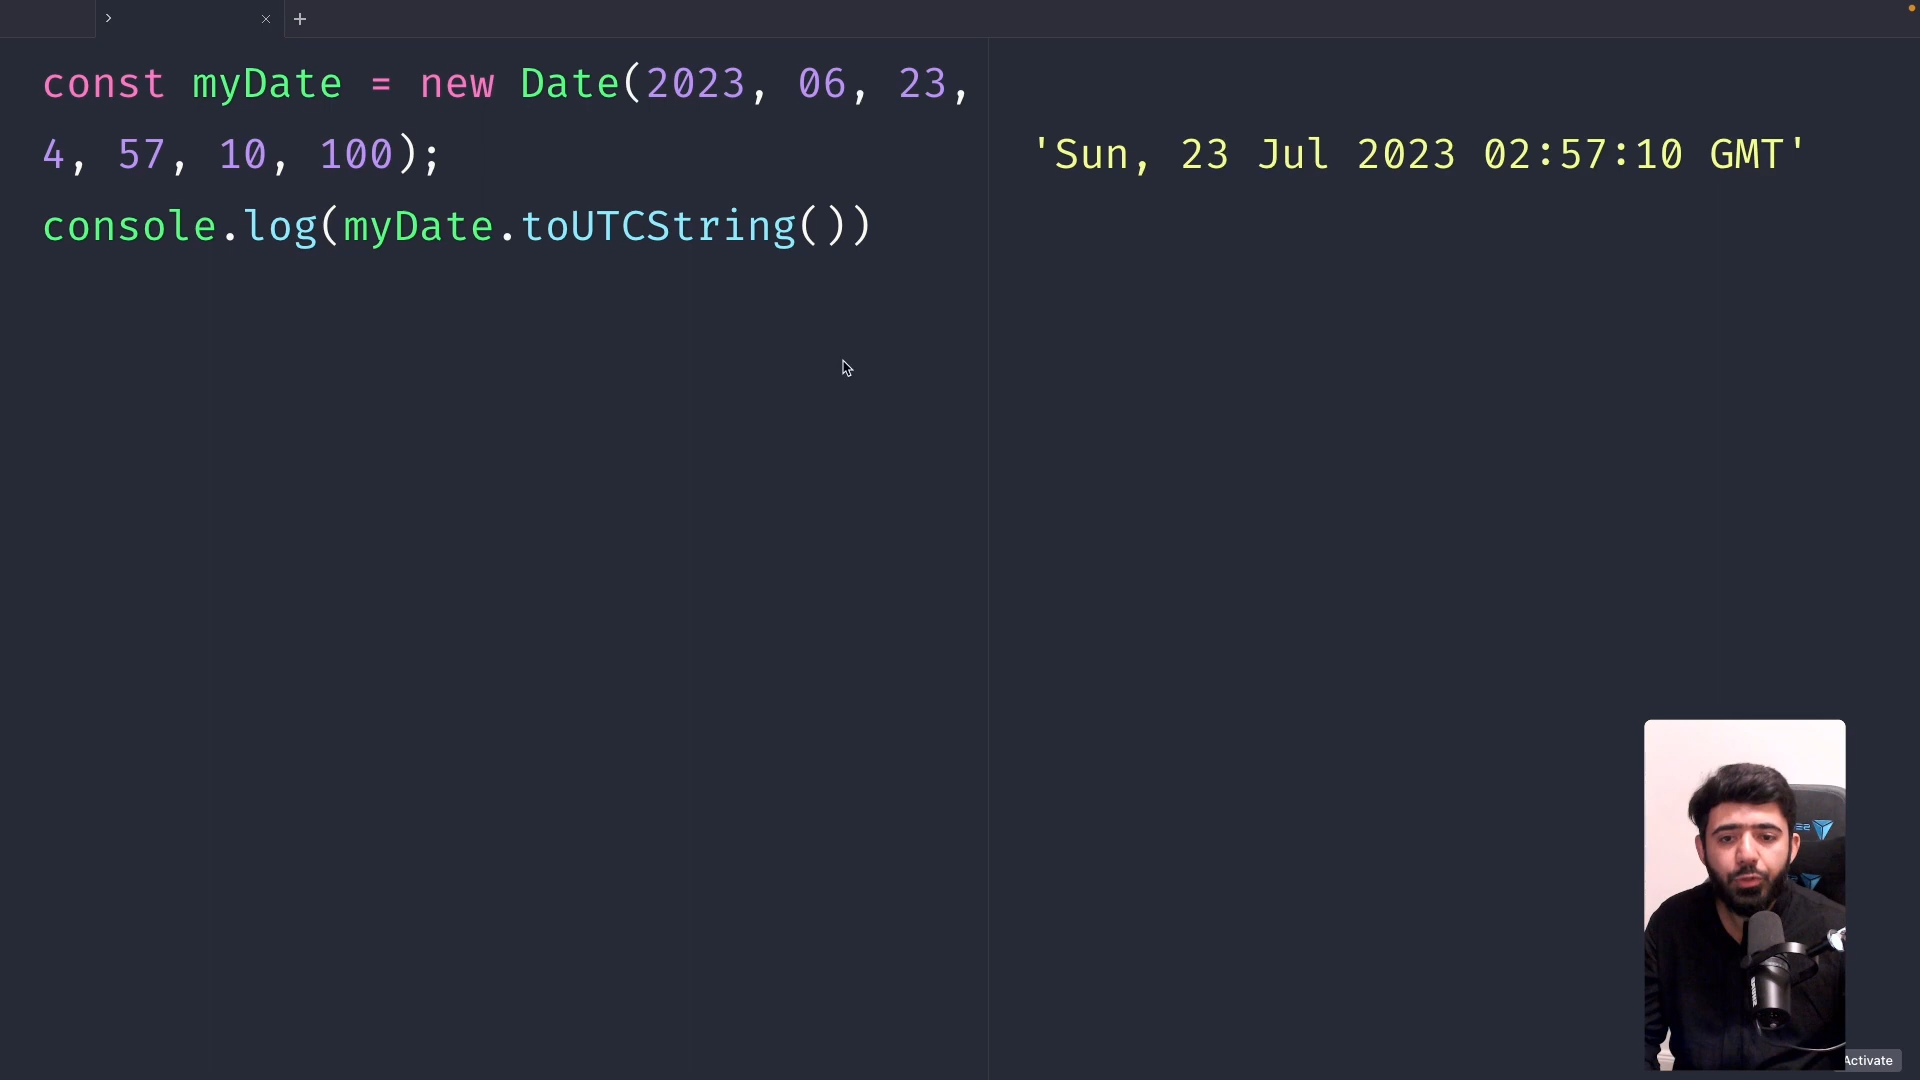 const myDate = new Date(2023, 06, 23,
4, 57, 10, 100);
console.log(myDate.toUTCString())
'Sun, 23 Jul 2023 02:57:10 GMT'
Activate